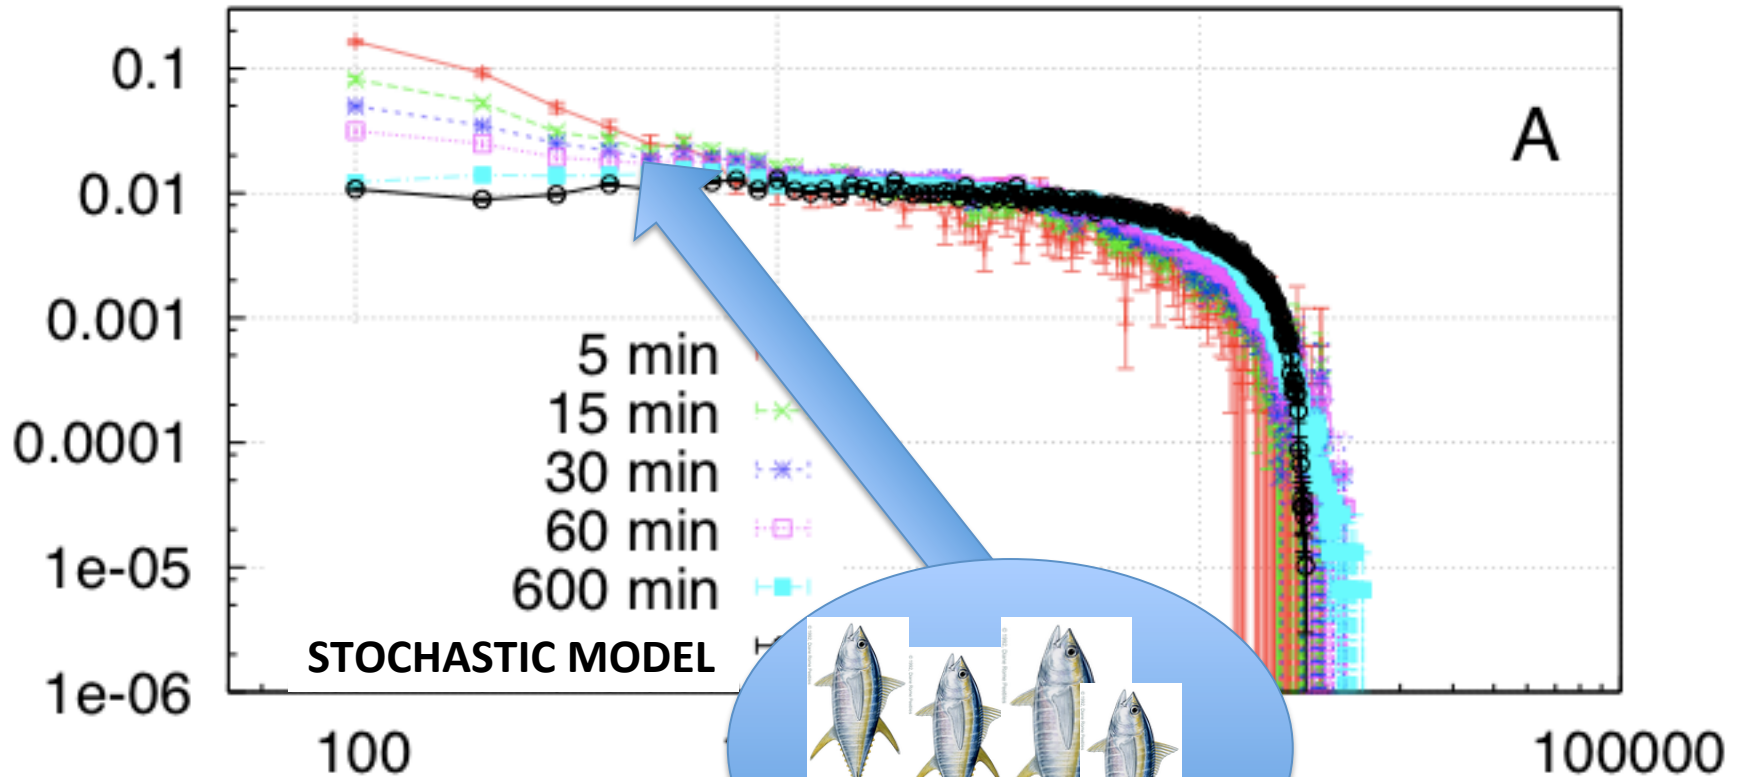 0.1
A
0.01
0.001
5 min
15 min
0.0001
30 min
60 min
1e-05
600 min
STOCHASTIC MODEL
1e-06
100
100000